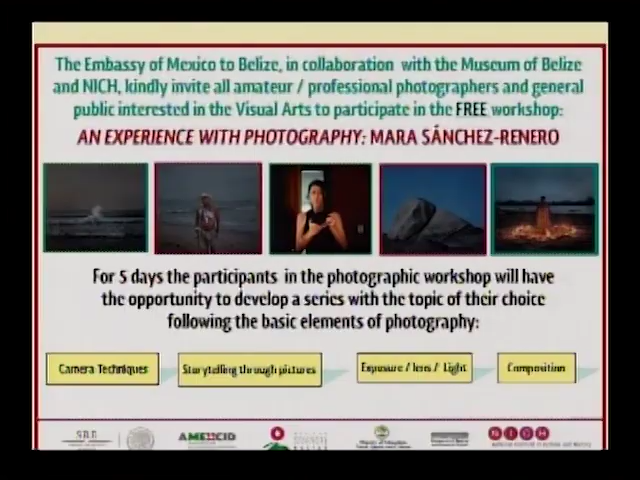 The Embassy of Mexico to Belize, in collaboration with the Museum of Belize
and NICH, kindly invite all amateur / professional photographers and general
public interested in the Visual Arts to participate in the FREE workshop:
AN EXPERIENCE WITH PHOTOGRAPHY: MARA SÁNCHEZ-RENERO
For 5 days the participants in the photographic workshop will have
the opportunity to develop a series with the topic of their choice
following the basic elements of photography:
Camera Techniques
Storytelling through pictures
Exposure / lens / Light
Composition
AMEXCID
NICH